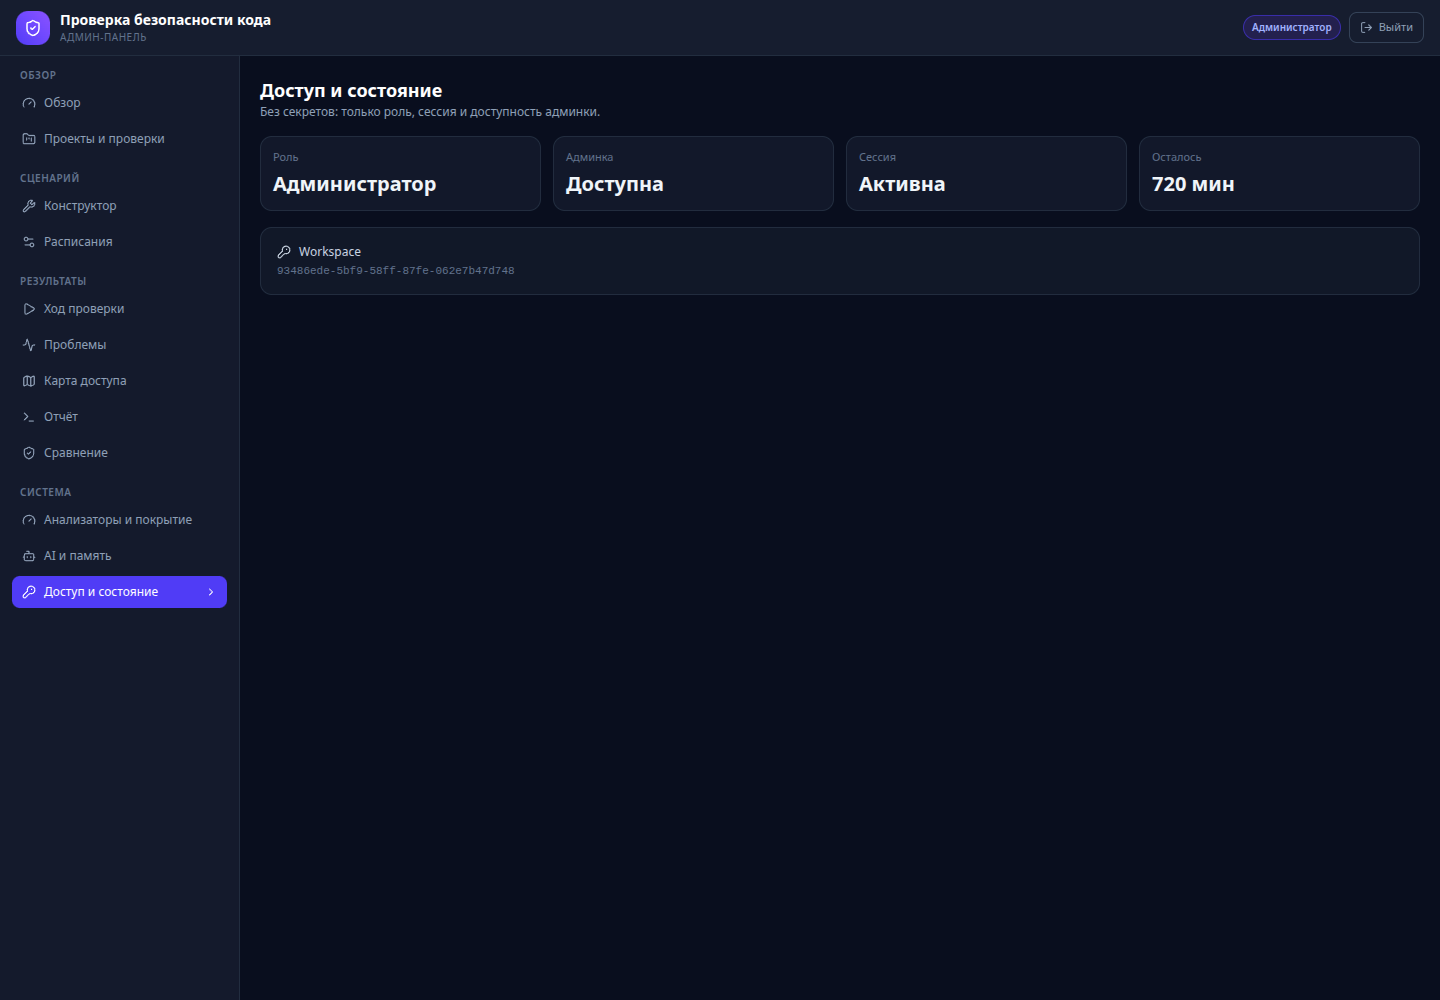 Проверка безопасности кода
АДМИН-ПАНЕЛЬ
Администратор
Выйти
ОБЗОР
Обзор
Проекты и проверки
СЦЕНАРИЙ
Конструктор
Расписания
РЕЗУЛЬТАТЫ
Ход проверки
Проблемы
Карта доступа
Отчёт
Сравнение
СИСТЕМА
Анализаторы и покрытие
AI и память
Доступ и состояние
Доступ и состояние
Без секретов: только роль, сессия и доступность админки.
Роль
Администратор
Админка
Доступна
Сессия
Активна
Осталось
720 мин
Workspace
93486ede-5bf9-58ff-87fe-062e7b47d748